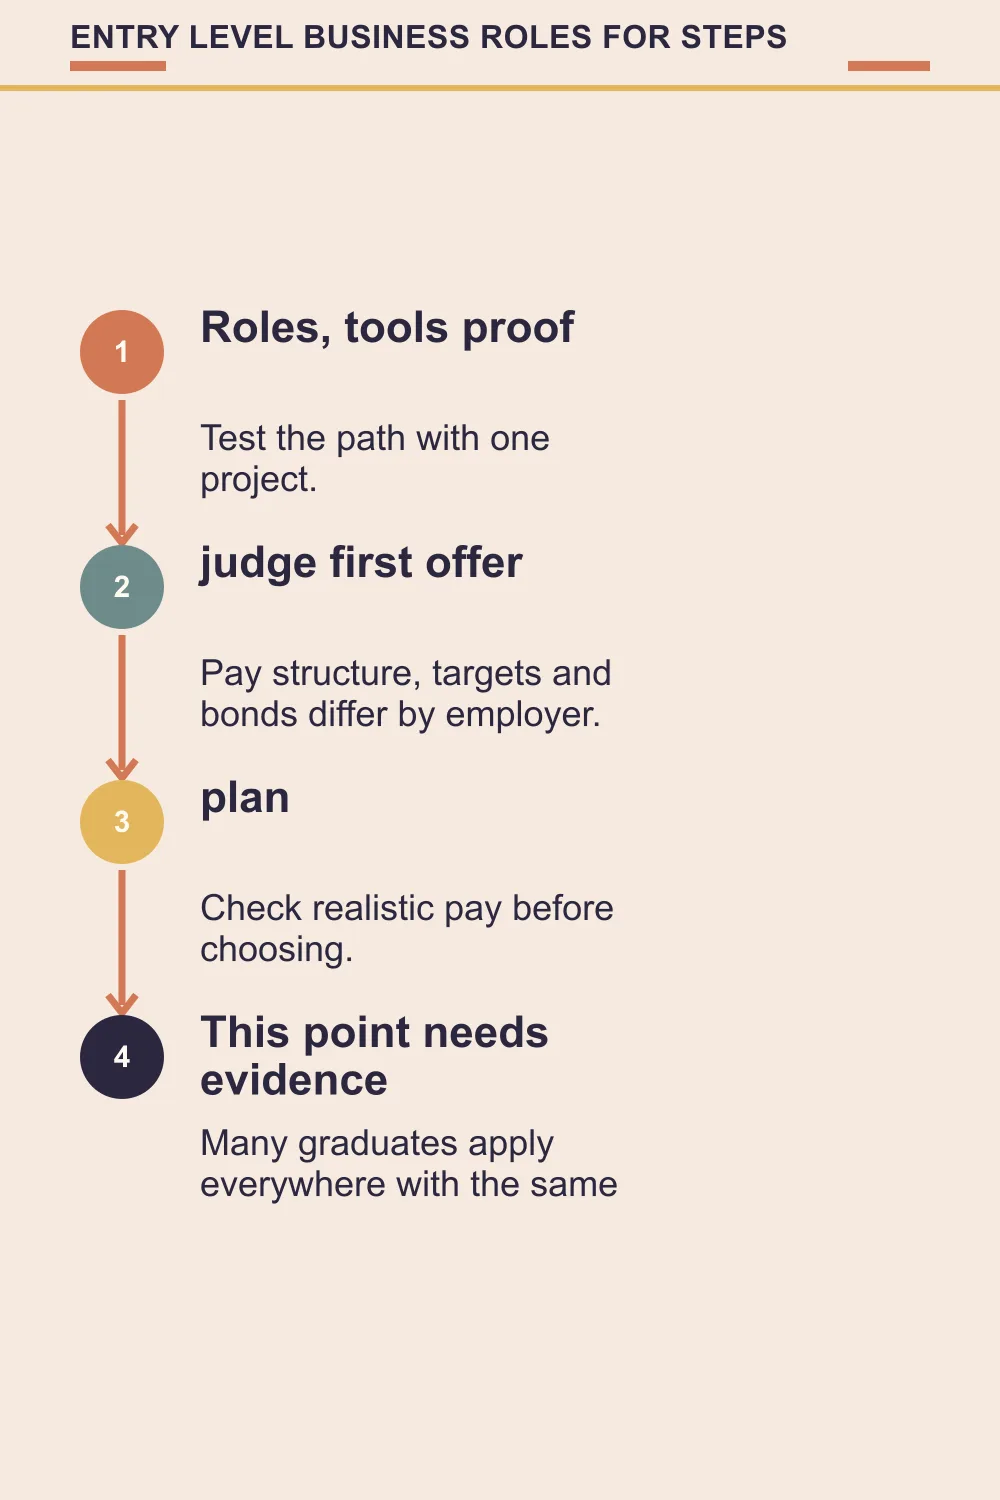 ENTRY LEVEL BUSINESS ROLES FOR STEPS
1
Roles, tools proof
Test the path with one
project.
2
judge first offer
Pay structure, targets and
bonds differ by employer.
3
plan
Check realistic pay before
choosing.
4
This point needs
evidence
Many graduates apply
everywhere with the same